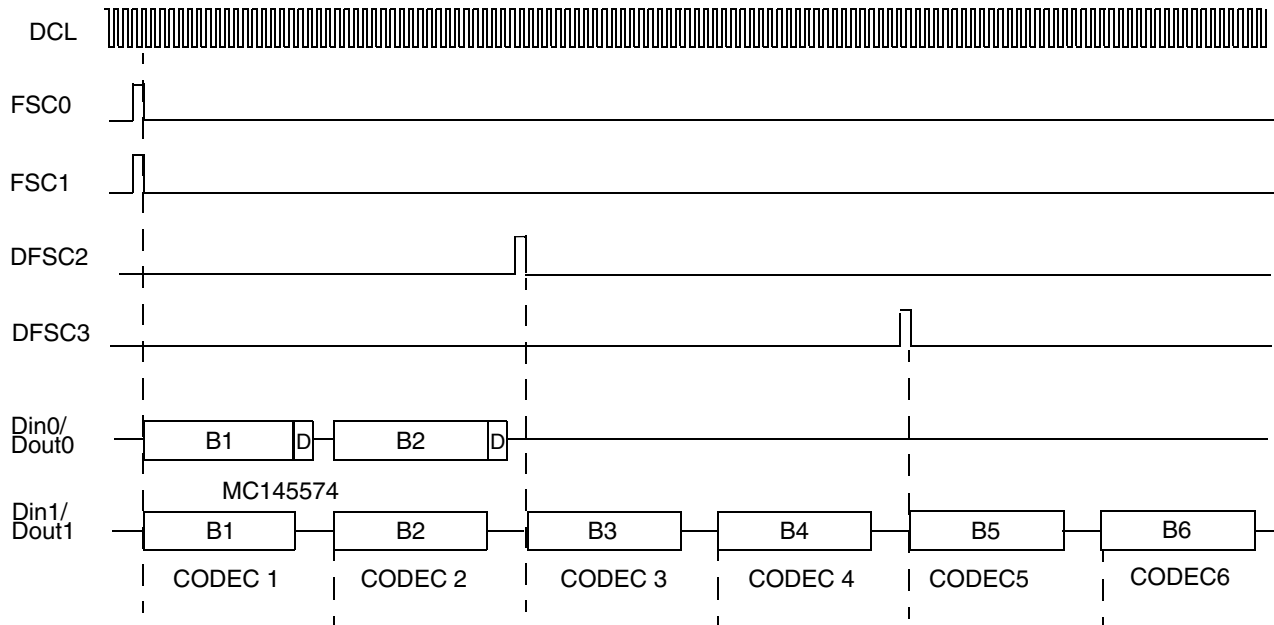 DCL
FSC0
FSC1
DFSC2
DFSC3
Din0/
Dout0
B1 D B2 D
MC145574
Din1/
Dout1
B1 B2 B3 B4 B5 B6
CODEC 1 CODEC 2 CODEC 3 CODEC 4 CODEC5 CODEC6